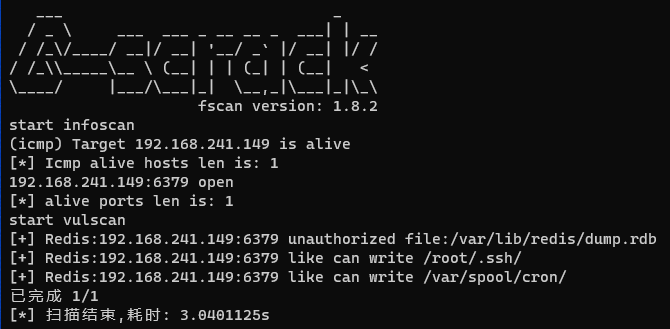 ___                              _
  / _ \     ___  ___ _ __ __ _  ___| | __
 / /_\/____/ __|/ __| '__/ _` |/ __| |/ /
/ /_\\_____\__ \ (__| | | (_| | (__|   <
\____/     |___/\___|_|  \__,_|\___|_|\_\
                     fscan version: 1.8.2
start infoscan
(icmp) Target 192.168.241.149 is alive
[*] Icmp alive hosts len is: 1
192.168.241.149:6379 open
[*] alive ports len is: 1
start vulscan
[+] Redis:192.168.241.149:6379 unauthorized file:/var/lib/redis/dump.rdb
[+] Redis:192.168.241.149:6379 like can write /root/.ssh/
[+] Redis:192.168.241.149:6379 like can write /var/spool/cron/
已完成 1/1
[*] 扫描结束,耗时: 3.0401125s